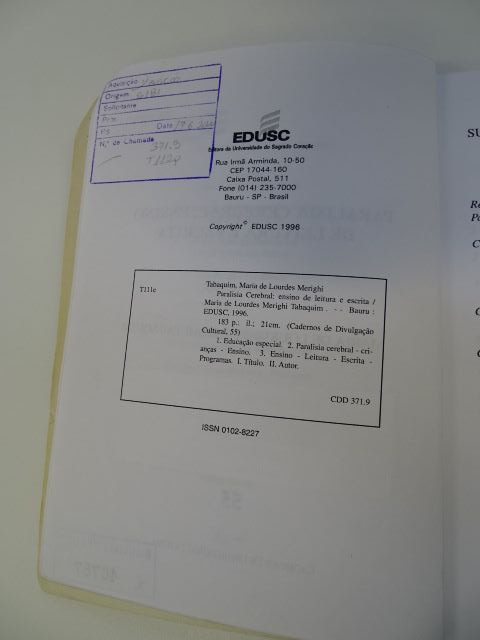 Aquisição
Origem
Solicitante
Data 17.6.
N.º de Chamada
371.9
EDUSC
Editora da Universidade do Sagrado Coração
Rua Irmã Arminda, 10-50
CEP 17044-160
Caixa Postal, 511
Fone (014) 235-7000
Bauru - SP - Brasil
Copyright © EDUSC 1996
T111e
Tabaquim, Maria de Lourdes Merighi
Paralisia Cerebral: ensino de leitura e escrita /
Maria de Lourdes Merighi Tabaquim . - - Bauru :
EDUSC, 1996.
183 p.: il.; 21cm. (Cadernos de Divulgação
Cultural, 53)
1. Educação especial. 2. Paralisia cerebral - cri-
anças - Ensino. 3. Ensino - Leitura - Escrita -
Programas. I. Título. II. Autor.
CDD 371.9
ISSN 0102-8227
SU